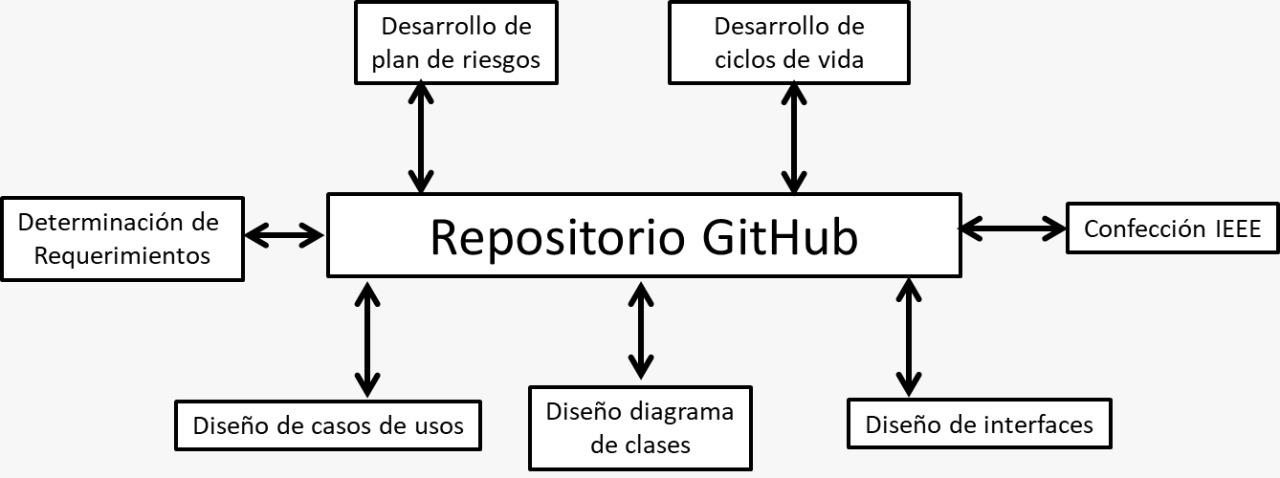 Desarrollo de
plan de riesgos
Desarrollo de
ciclos de vida
Determinación de
Requerimientos
Repositorio GitHub
Confección IEEE
Diseño de casos de usos
Diseño diagrama
de clases
Diseño de interfaces